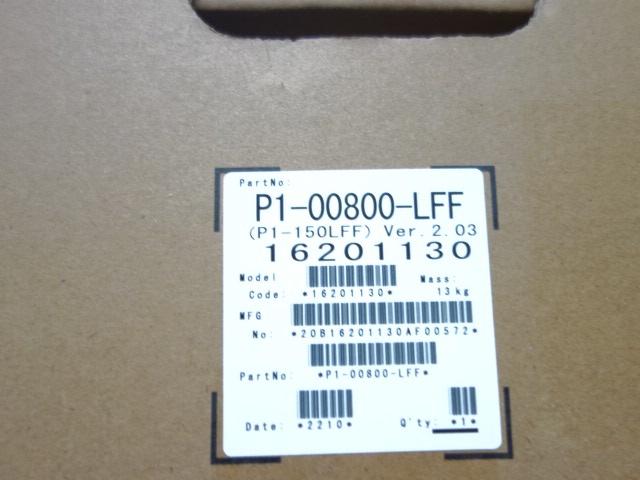 PartNo:
P1-00800-LFF
(P1-150LFF) Ver.2.03
16201130
Model Mass:
Code: *16201130* 13kg
MFG
No: *20B16201130AF00572*
PartNo: *P1-00800-LFF*
Date: *2210* Q'ty: *1*